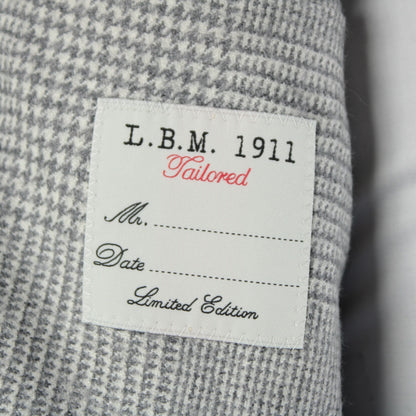 L.B.M. 1911
Tailored
Mr.
Date
Limited Edition